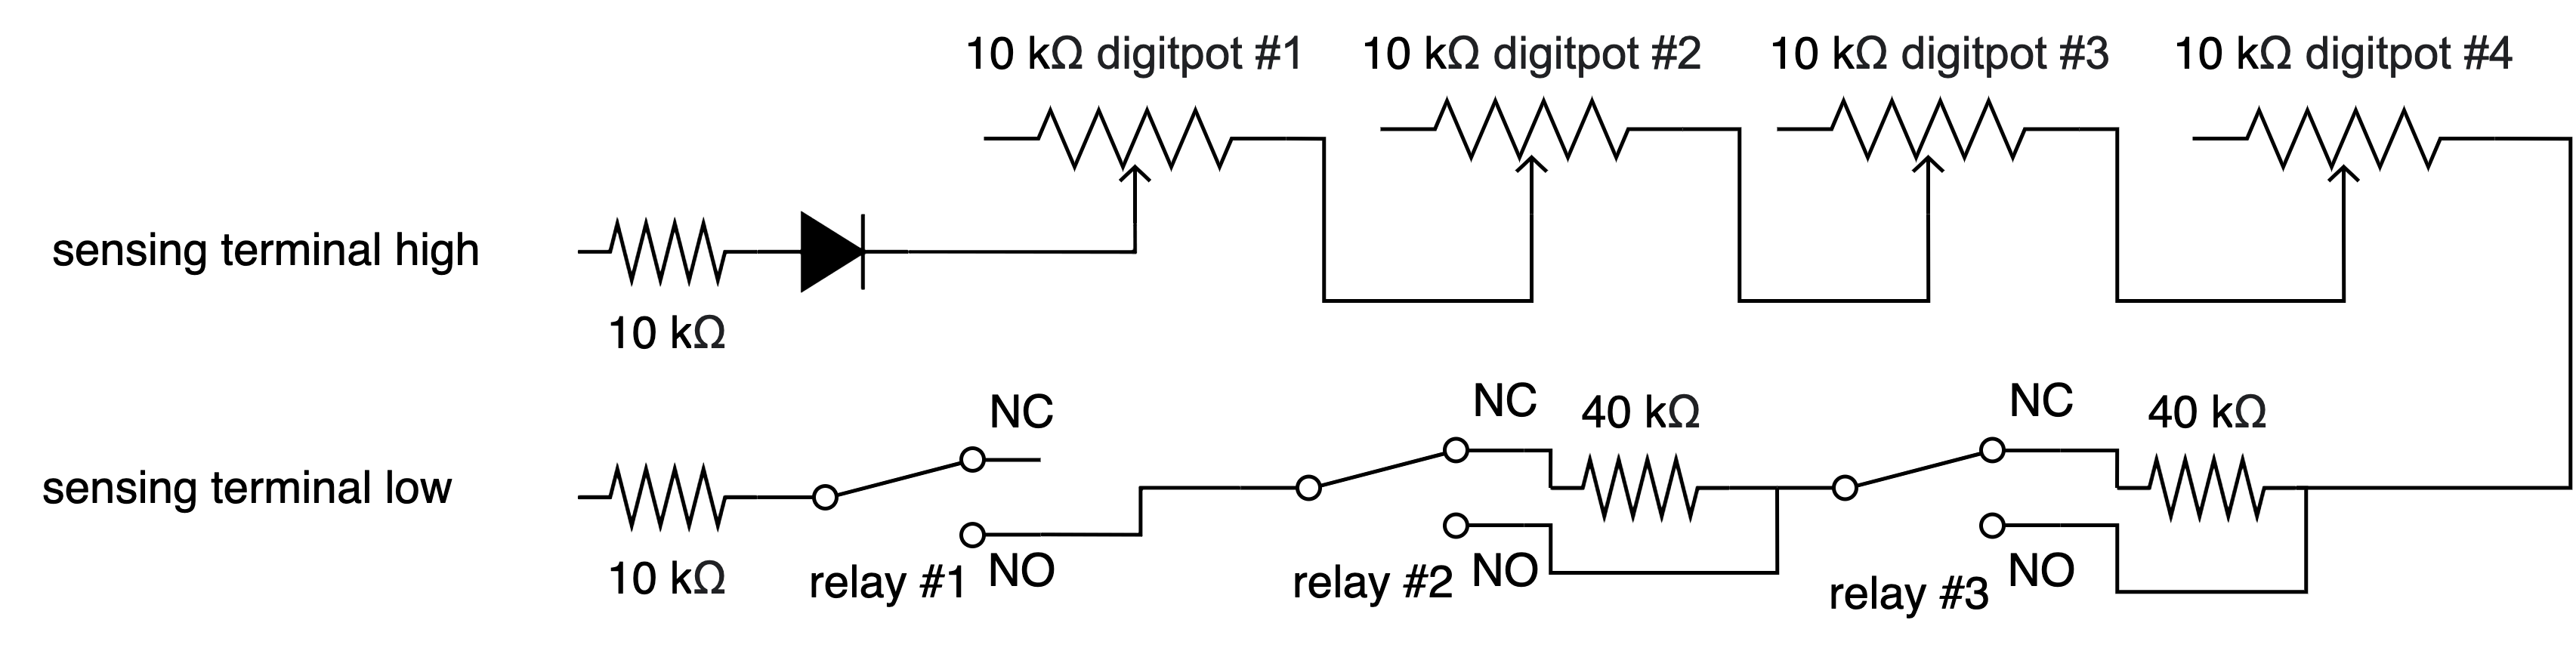 10 kΩ digitpot #1
10 kΩ digitpot #2
10 kΩ digitpot #3
10 kΩ digitpot #4
sensing terminal high
10 kΩ
NC
NC
40 kΩ
NC
40 kΩ
sensing terminal low
10 kΩ
relay #1
NO
relay #2
NO
relay #3
NO